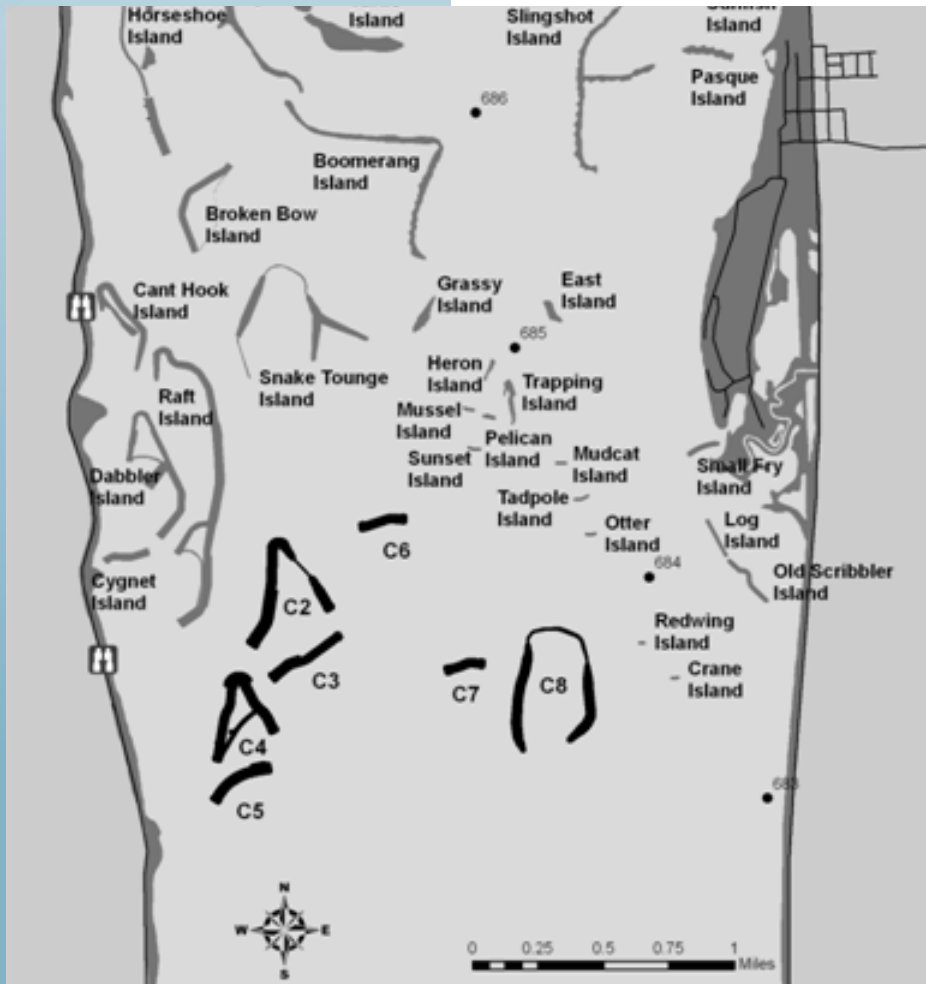 Horseshoe
Island
Slingshot
Island
Island
Pasque
Island
686
Boomerang
Island
Broken Bow
Island
Cant Hook
Island
Grassy
Island
East
Island
685
Snake Tounge
Island
Heron
Island
Trapping
Island
Raft
Island
Mussel
Island
Pelican
Island
Sunset
Island
Mudcat
Island
Small Fry
Island
Dabbler
Island
Tadpole
Island
Otter
Island
Log
Island
C6
684
Old Scribbler
Island
Cygnet
Island
C2
Redwing
Island
C3
C7
C8
Crane
Island
C4
683
C5
N
W E
S
0 0.25 0.5 0.75 1
Miles